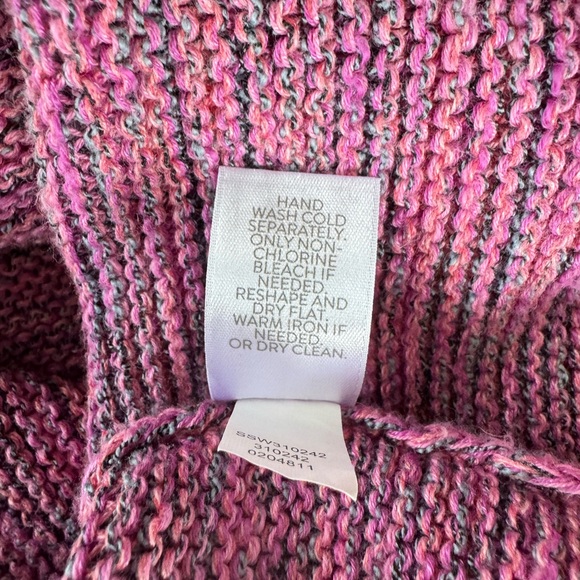 HAND
WASH COLD
SEPARATELY.
ONLY NON-
CHLORINE
BLEACH IF
NEEDED.
RESHAPE AND
DRY FLAT.
WARM IRON IF
NEEDED.
OR DRY CLEAN.
SSW310242
310242
0204811